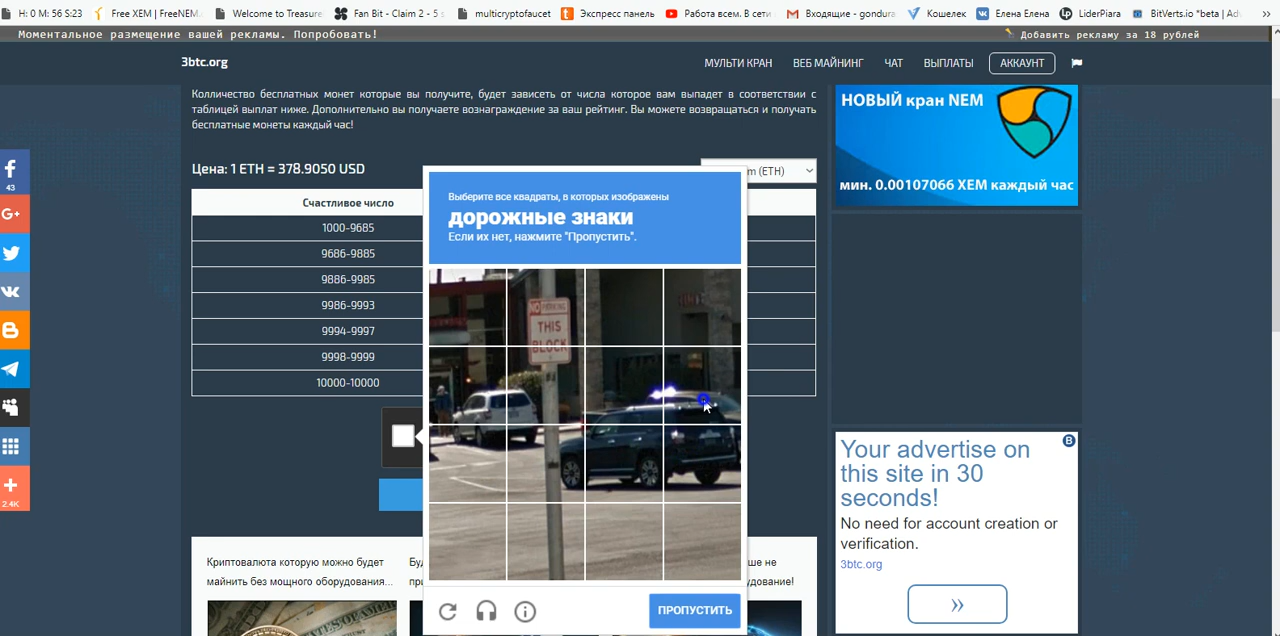 H: 0 M: 56 S:23
Free XEM | FreeNEM.
Welcome to Treasure
Fan Bit - Claim 2 - 5 s
multicryptofaucet
Экспресс панель
Работа всем. В сети
Входящие - gondura
Кошелек
Елена Елена
LiderPiara
BitVerts.io *beta | Adv
Моментальное размещение вашей рекламы. Попробовать!
Добавить рекламу за 18 рублей
3btc.org
МУЛЬТИ КРАН
ВЕБ МАЙНИНГ
ЧАТ
ВЫПЛАТЫ
АККАУНТ
Колличество бесплатных монет которые вы получите, будет зависеть от числа которое вам выпадет в соответствии с
таблицей выплат ниже. Дополнительно вы получаете вознаграждение за ваш рейтинг. Вы можете возвращаться и получать
бесплатные монеты каждый час!
Цена: 1 ETH = 378.9050 USD
m (ETH)
Счастливое число
1000-9685
9686-9885
9886-9985
9986-9993
9994-9997
9998-9999
10000-10000
Выберите все квадраты, в которых изображены
дорожные знаки
Если их нет, нажмите "Пропустить".
NO PARKING
THIS
BLOCK
ПРОПУСТИТЬ
НОВЫЙ кран NEM
мин. 0.00107066 XEM каждый час
Your advertise on
this site in 30
seconds!
No need for account creation or
verification.
3btc.org
»
B
43
G+
2.4K
Криптовалюта которую можно будет
майнить без мощного оборудования...
Бу
пр
ше не
удование!